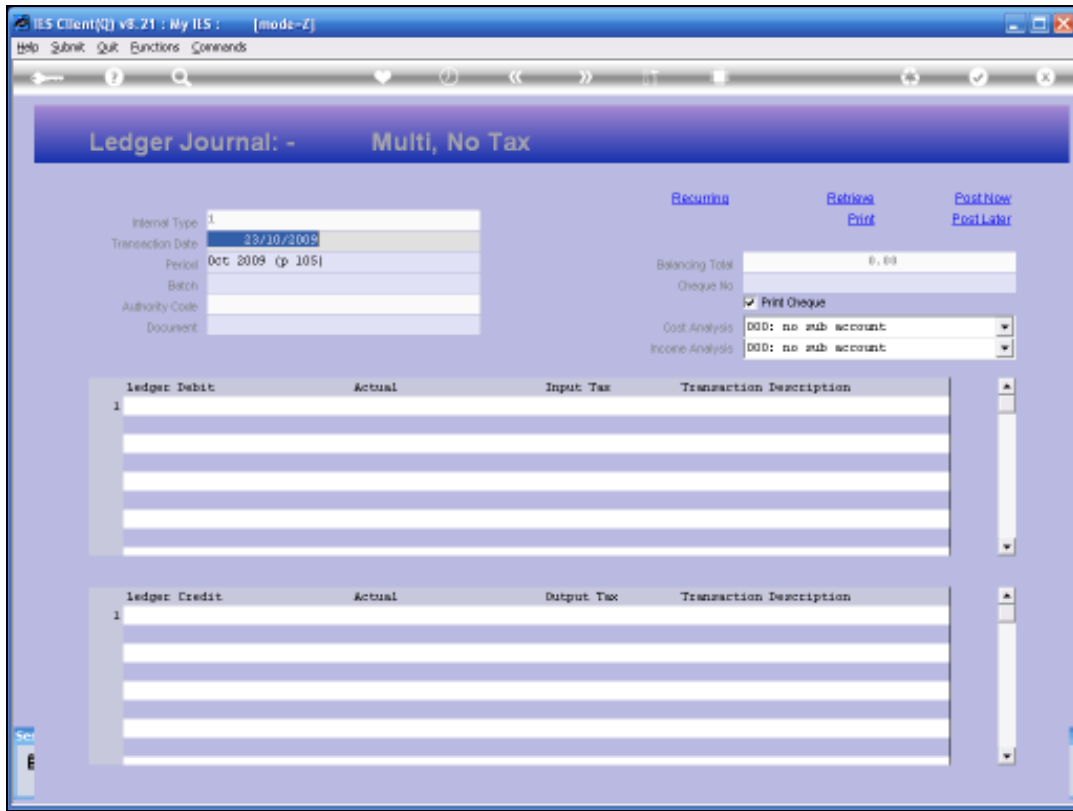 IES Client(Q) v8.21 : My IES : [mode=Z]
Help Submit Quit Functions Commands
Ledger Journal: - Multi, No Tax
Recurring Retrieve Post Now
Print Post Later
Internal Type 1
Transaction Date 23/10/2009
Period Oct 2009 (p 105)
Batch
Authority Code
Document
Balancing Total 0.00
Cheque No
Print Cheque
Cost Analysis 000: no sub account
Income Analysis 000: no sub account
Ledger Debit Actual Input Tax Transaction Description
1
Ledger Credit Actual Output Tax Transaction Description
1
Ser